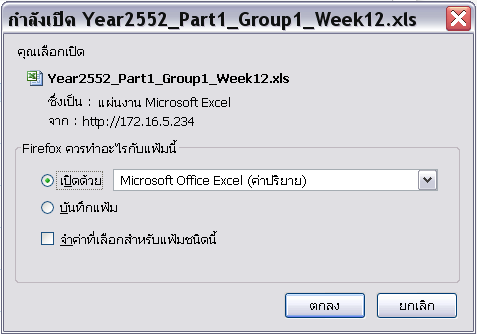 กำลังเปิด Year2552_Part1_Group1_Week12.xls
คุณเลือกเปิด
Year2552_Part1_Group1_Week12.xls
ซึ่งเป็น : แผ่นงาน Microsoft Excel
จาก : http://172.16.5.234
Firefox ควรทำอะไรกับแฟ้มนี้
เปิดด้วย Microsoft Office Excel (ค่าปริยาย)
บันทึกแฟ้ม
จำค่าที่เลือกสำหรับแฟ้มชนิดนี้
ตกลง ยกเลิก